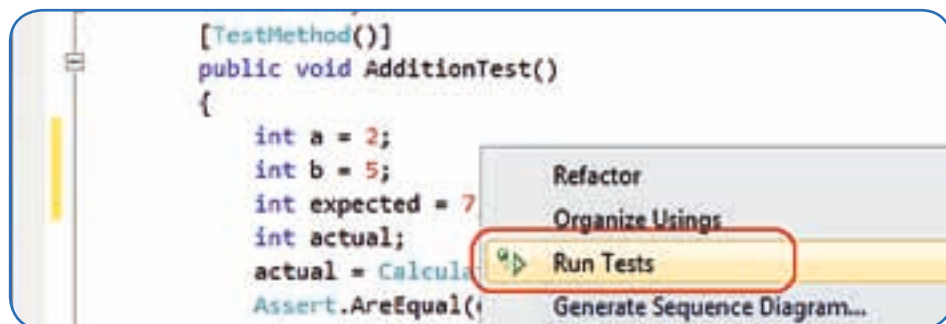 [TestMethod()]
public void AdditionTest()
{
int a = 2;
int b = 5;
int expected = 7
int actual;
actual = Calcula
Assert.AreEqual(
Refactor
Organize Usings
Run Tests
Generate Sequence Diagram...